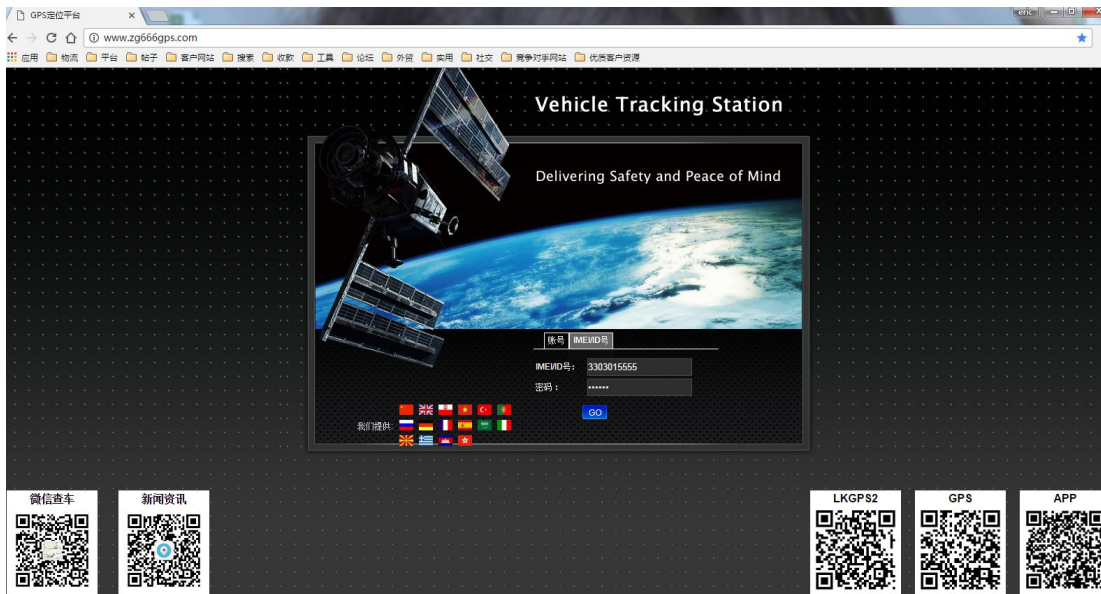 GPS定位平台
eric
www.zg666gps.com
应用 物流 平台 帖子 客户网站 搜索 收款 工具 论坛 外贸 实用 社交 竞争对手网站 优质客户资源
Vehicle Tracking Station
Delivering Safety and Peace of Mind
账号 IMEI/ID号
IMEI/ID号: 3303015555
密码:
GO
我们提供:
微信查车 新闻资讯 LKGPS2 GPS APP